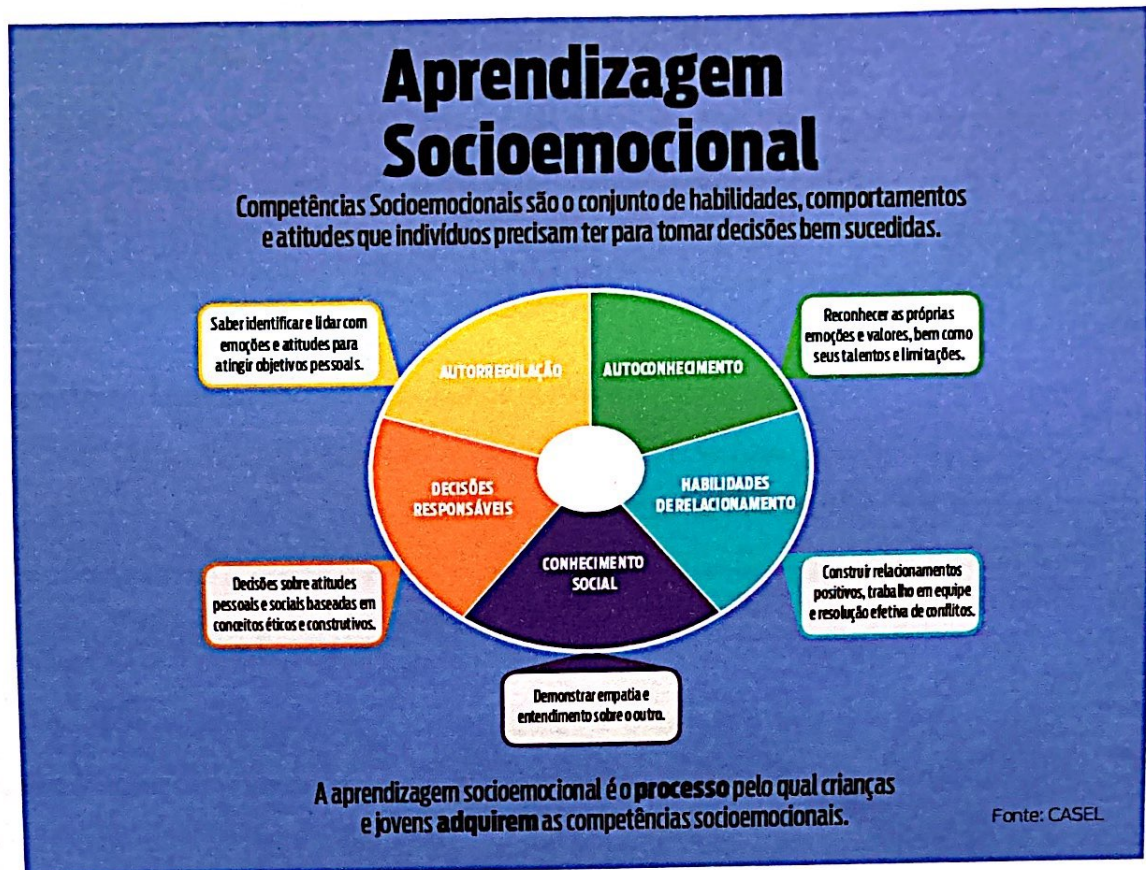 Aprendizagem
Socioemocional
Competências Socioemocionais são o conjunto de habilidades, comportamentos
e atitudes que indivíduos precisam ter para tomar decisões bem sucedidas.
Saber identificar e lidar com
emoções e atitudes para
atingir objetivos pessoais.
AUTORREGULAÇÃO
AUTOCONHECIMENTO
Reconhecer as próprias
emoções e valores, bem como
seus talentos e limitações.
DECISÕES
RESPONSÁVEIS
HABILIDADES
DE RELACIONAMENTO
CONHECIMENTO
SOCIAL
Decisões sobre atitudes
pessoais e sociais baseadas em
conceitos éticos e construtivos.
Construir relacionamentos
positivos, trabalho em equipe
e resolução efetiva de conflitos.
Demonstrar empatia e
entendimento sobre o outro.
A aprendizagem socioemocional é o processo pelo qual crianças
e jovens adquirem as competências socioemocionais.
Fonte: CASEL